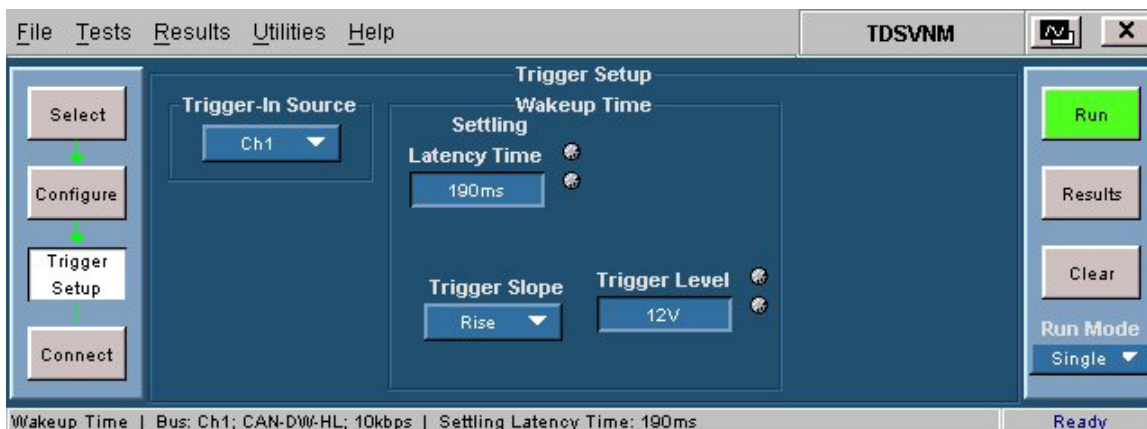 File Tests Results Utilities Help TDSVNM X
Select
Configure
Trigger
Setup
Connect
Trigger Setup
Trigger-In Source
Ch1
Wakeup Time
Settling
Latency Time
190ms
Trigger Slope
Rise
Trigger Level
12V
Run
Results
Clear
Run Mode
Single
Wakeup Time | Bus: Ch1; CAN-DW-HL; 10kbps | Settling Latency Time: 190ms Ready